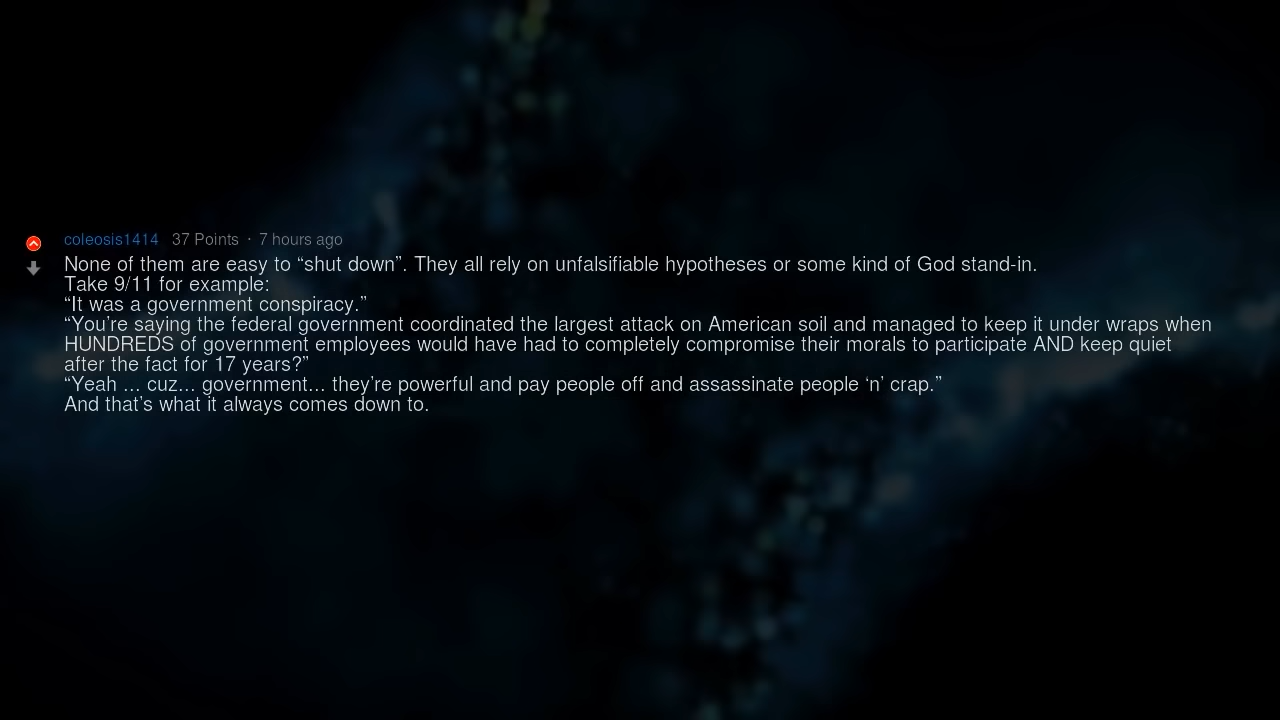 coleosis1414 37 Points · 7 hours ago
None of them are easy to “shut down”. They all rely on unfalsifiable hypotheses or some kind of God stand-in.
Take 9/11 for example:
“It was a government conspiracy.”
“You’re saying the federal government coordinated the largest attack on American soil and managed to keep it under wraps when
HUNDREDS of government employees would have had to completely compromise their morals to participate AND keep quiet
after the fact for 17 years?”
“Yeah ... cuz... government... they’re powerful and pay people off and assassinate people ‘n’ crap.”
And that’s what it always comes down to.